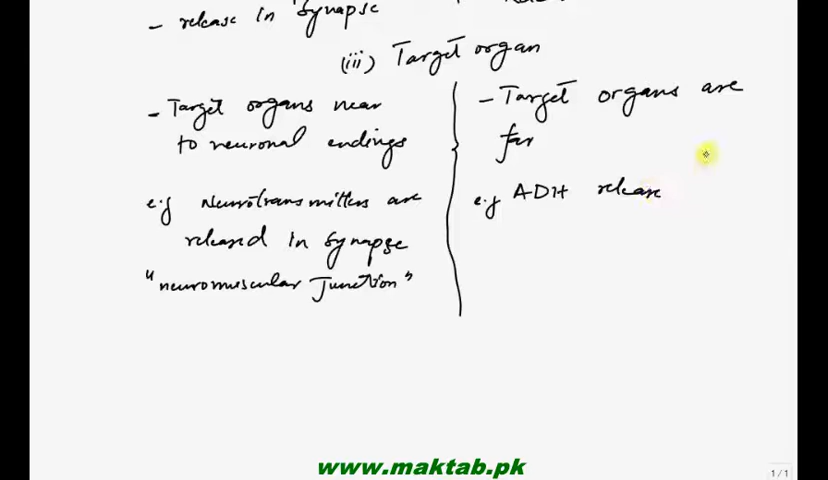 - release in synapse
(iii) Target organ
- Target organs near
to neuronal endings
e.g Neurotransmitters are
released in synapse
"neuromuscular Junction"
- Target organs are
far
e.g ADH release
www.maktab.pk
1/1